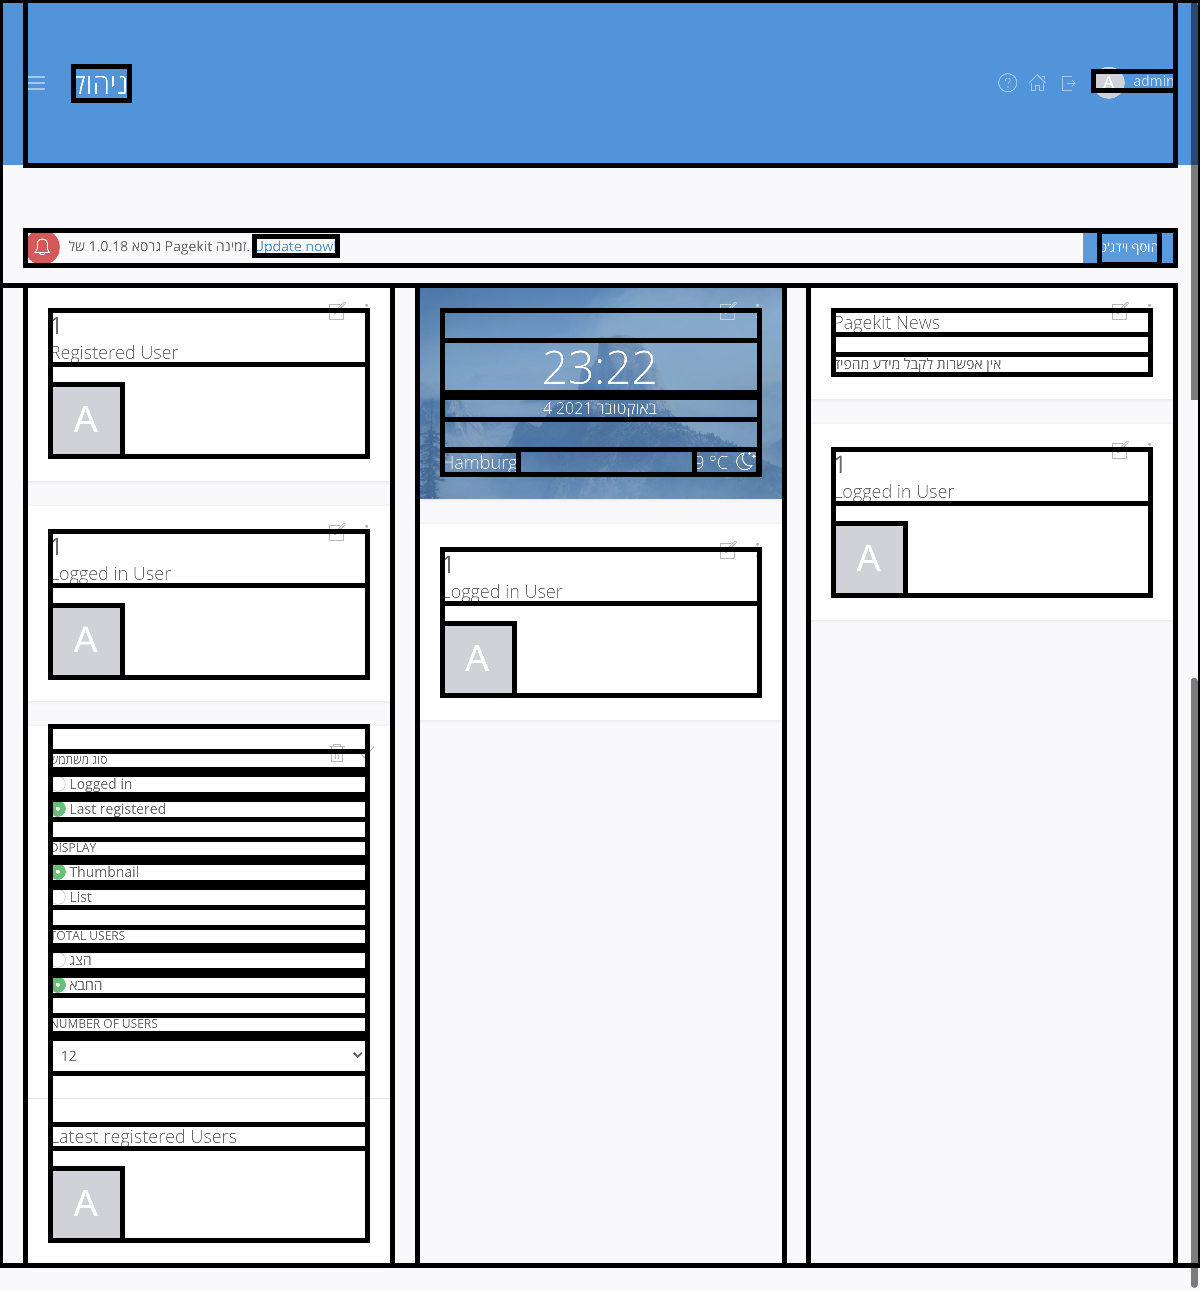 ניהול
A admin
גרסא 1.0.18 של Pagekit זמינה. Update now!
הוסף וידג'ט
1
Registered User
A
1
Logged in User
A
סוג משתמש
Logged in
Last registered
DISPLAY
Thumbnail
List
TOTAL USERS
הצג
החבא
NUMBER OF USERS
12
Latest registered Users
A
23:22
4 באוקטובר 2021
Hamburg
9 °C
1
Logged in User
A
Pagekit News
אין אפשרות לקבל מידע מהפיד
1
Logged in User
A